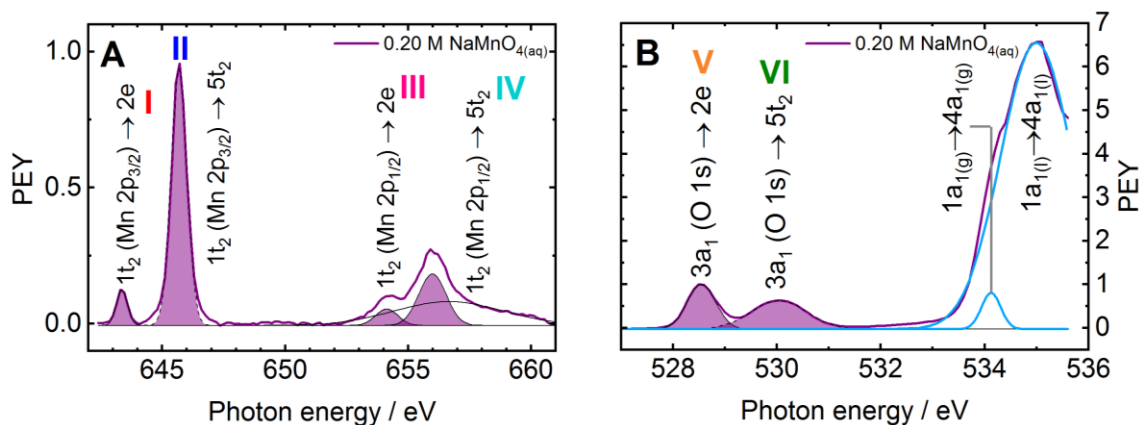 A
I
II
III
IV
0.20 M NaMnO4(aq)
1t2 (Mn 2p3/2) → 2e
1t2 (Mn 2p3/2) → 5t2
1t2 (Mn 2p1/2) → 2e
1t2 (Mn 2p1/2) → 5t2
PEY
1.0
0.5
0.0
645
650
655
660
Photon energy / eV
B
V
VI
0.20 M NaMnO4(aq)
3a1 (O 1s) → 2e
3a1 (O 1s) → 5t2
1a1(g)→4a1(g)
1a1(l)→4a1(l)
7
6
5
4
3
2
1
0
PEY
528
530
532
534
536
Photon energy / eV